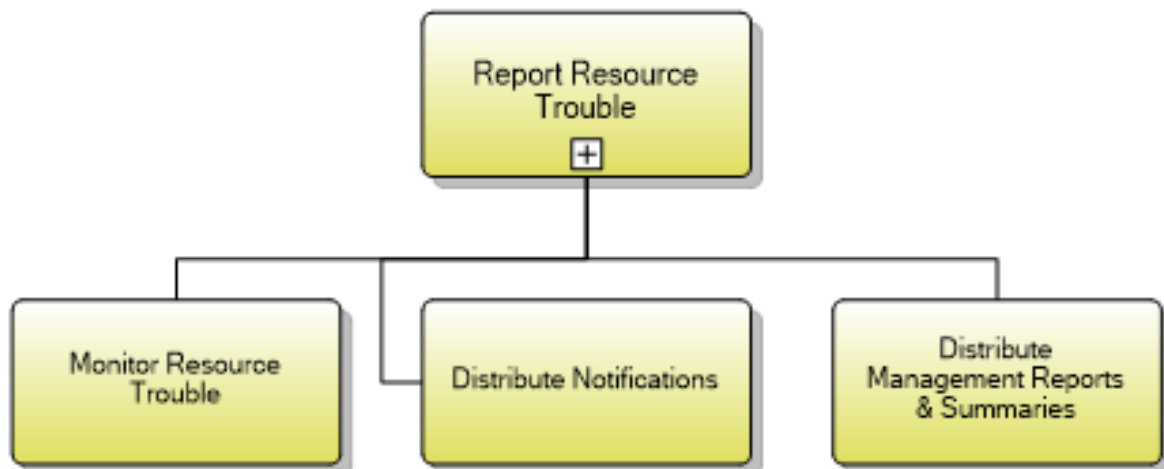 Report Resource
Trouble
Monitor Resource
Trouble
Distribute Notifications
Distribute
Management Reports
& Summaries